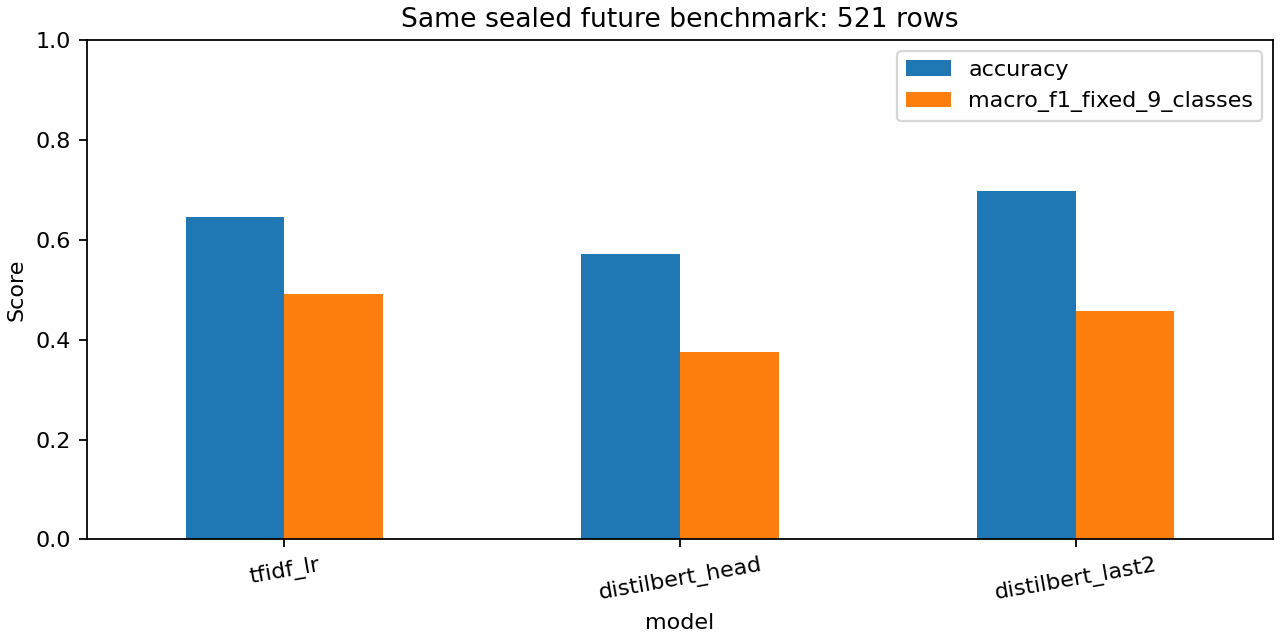 Same sealed future benchmark: 521 rows
accuracy
macro_f1_fixed_9_classes
Score
1.0
0.8
0.6
0.4
0.2
0.0
tfidf_lr
distilbert_head
distilbert_last2
model